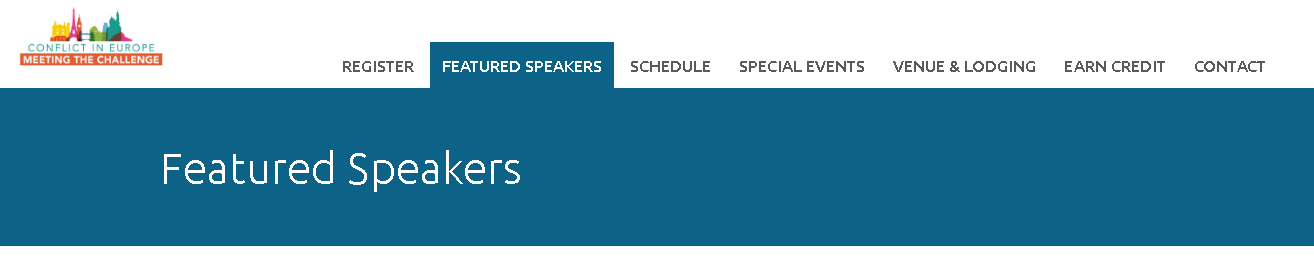 CONFLICT IN EUROPE
MEETING THE CHALLENGE
REGISTER FEATURED SPEAKERS SCHEDULE SPECIAL EVENTS VENUE & LODGING EARN CREDIT CONTACT
Featured Speakers